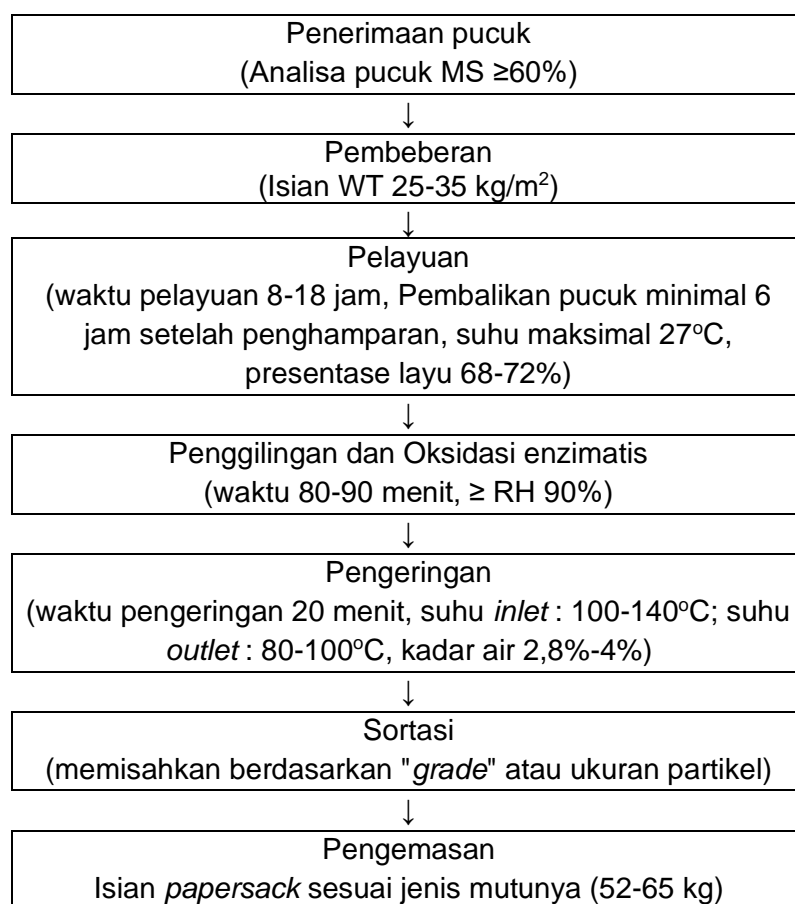 Penerimaan pucuk
(Analisa pucuk MS ≥60%)
↓
Pembeberan
(Isian WT 25-35 kg/m²)
↓
Pelayuan
(waktu pelayuan 8-18 jam, Pembalikan pucuk minimal 6
jam setelah penghamparan, suhu maksimal 27°C,
presentase layu 68-72%)
↓
Penggilingan dan Oksidasi enzimatis
(waktu 80-90 menit, ≥ RH 90%)
↓
Pengeringan
(waktu pengeringan 20 menit, suhu inlet : 100-140°C; suhu
outlet : 80-100°C, kadar air 2,8%-4%)
↓
Sortasi
(memisahkan berdasarkan "grade" atau ukuran partikel)
↓
Pengemasan
Isian papersack sesuai jenis mutunya (52-65 kg)